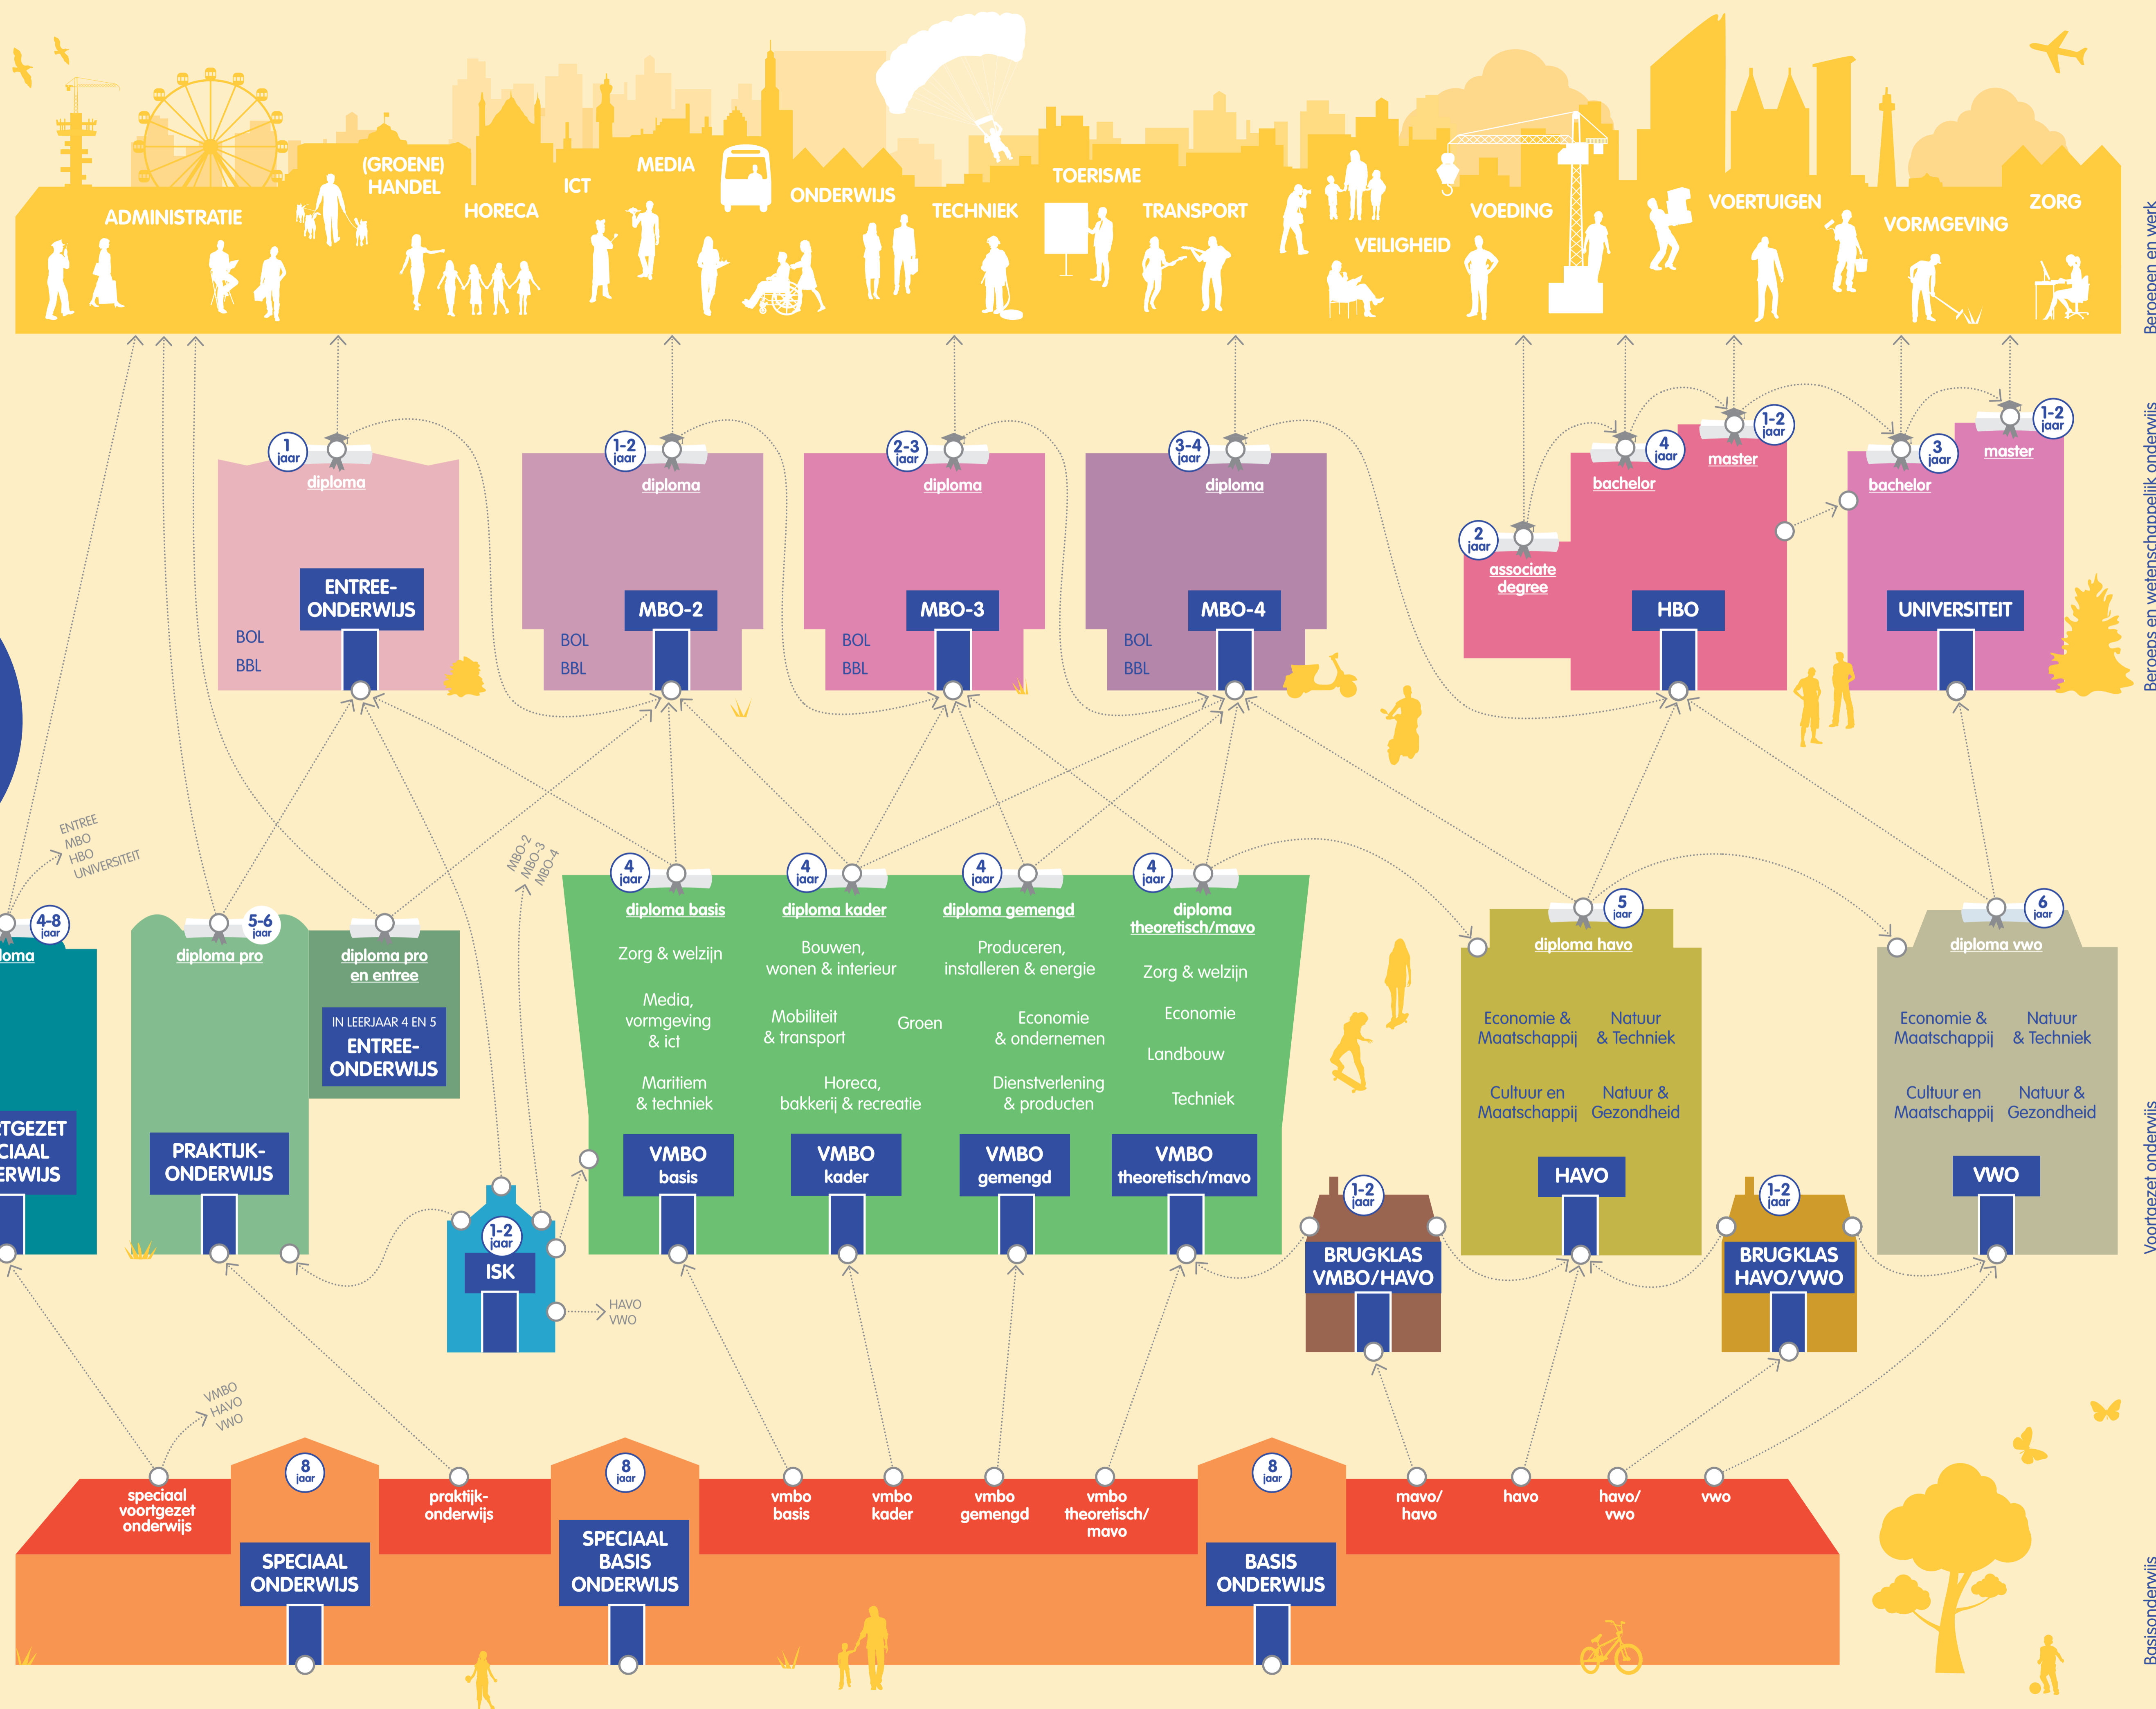 (GROENE)
HANDEL
MEDIA
ICT
TOERISME
ONDERWIJS
ADMINISTRATIE
HORECA
TECHNIEK
TRANSPORT
VOEDING
VOERTUIGEN
ZORG
VEILIGHEID
VORMGEVING
Beroepen en werk
1
jaar
diploma
ENTREE-
ONDERWIJS
BOL
BBL
1-2
jaar
diploma
MBO-2
BOL
BBL
2-3
jaar
diploma
MBO-3
BOL
BBL
3-4
jaar
diploma
MBO-4
BOL
BBL
2
jaar
associate
degree
4
jaar
bachelor
1-2
jaar
master
HBO
3
jaar
bachelor
1-2
jaar
master
UNIVERSITEIT
Beroeps en wetenschappelijk onderwijs
ENTREE
MBO
HBO
UNIVERSITEIT
4-8
jaar
loma
RTGEZET
CIAAL
ERWIJS
5-6
jaar
diploma pro
PRAKTIJK-
ONDERWIJS
diploma pro
en entree
IN LEERJAAR 4 EN 5
ENTREE-
ONDERWIJS
MBO-2
MBO-3
MBO-4
1-2
jaar
ISK
HAVO
VWO
4
jaar
diploma basis
4
jaar
diploma kader
4
jaar
diploma gemengd
4
jaar
diploma
theoretisch/mavo
Zorg & welzijn
Bouwen,
wonen & interieur
Produceren,
installeren & energie
Zorg & welzijn
Media,
vormgeving
& ict
Mobiliteit
& transport
Groen
Economie
& ondernemen
Economie
Landbouw
Maritiem
& techniek
Horeca,
bakkerij & recreatie
Dienstverlening
& producten
Techniek
VMBO
basis
VMBO
kader
VMBO
gemengd
VMBO
theoretisch/mavo
1-2
jaar
BRUGKLAS
VMBO/HAVO
5
jaar
diploma havo
Economie &
Maatschappij
Natuur
& Techniek
Cultuur en
Maatschappij
Natuur &
Gezondheid
HAVO
1-2
jaar
BRUGKLAS
HAVO/VWO
6
jaar
diploma vwo
Economie &
Maatschappij
Natuur
& Techniek
Cultuur en
Maatschappij
Natuur &
Gezondheid
VWO
Voortgezet onderwijs
VMBO
HAVO
VWO
speciaal
voortgezet
onderwijs
8
jaar
SPECIAAL
ONDERWIJS
praktijk-
onderwijs
8
jaar
SPECIAAL
BASIS
ONDERWIJS
vmbo
basis
vmbo
kader
vmbo
gemengd
vmbo
theoretisch/
mavo
8
jaar
BASIS
ONDERWIJS
mavo/
havo
havo
havo/
vwo
vwo
Basisonderwijs